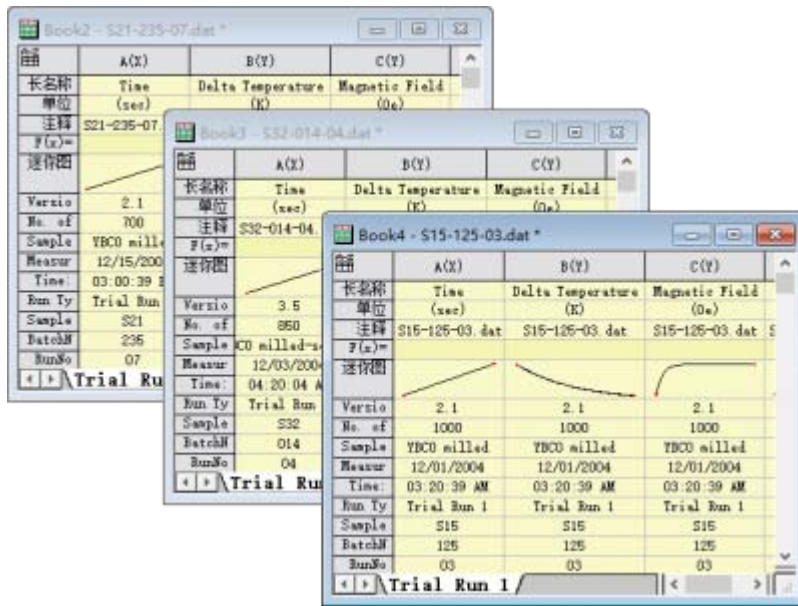 Book2 - S21-235-07.dat *
A(X) B(Y) C(Y)
长名称 Time Delta Temperature Magnetic Field
单位 (sec) (K) (Oe)
注释 S21-235-07.
F(x)=
迷你图
Versio 2.1
No. of 700
Sample YBCO mille
Measur 12/15/200
Time: 03:00:39
Run Ty Trial Run
Sample S21
BatchN 235
RunNo 07
Trial Ru
Book3 - S32-014-04.dat *
A(X) B(Y) C(Y)
长名称 Time Delta Temperature Magnetic Field
单位 (sec) (K) (Oe)
注释 S32-014-04.
F(x)=
迷你图
Versio 3.5
No. of 850
Sample CO milled-s
Measur 12/03/200
Time: 04:20:04 A
Run Ty Trial Run
Sample S32
BatchN 014
RunNo 04
Trial Ru
Book4 - S15-125-03.dat *
A(X) B(Y) C(Y)
长名称 Time Delta Temperature Magnetic Field
单位 (sec) (K) (Oe)
注释 S15-125-03.dat S15-125-03.dat S15-125-03.dat S
F(x)=
迷你图
Versio 2.1 2.1 2.1
No. of 1000 1000 1000
Sample YBCO milled YBCO milled YBCO milled
Measur 12/01/2004 12/01/2004 12/01/2004
Time: 03:20:39 AM 03:20:39 AM 03:20:39 AM
Run Ty Trial Run 1 Trial Run 1 Trial Run 1
Sample S15 S15 S15
BatchN 125 125 125
RunNo 03 03 03
Trial Run 1